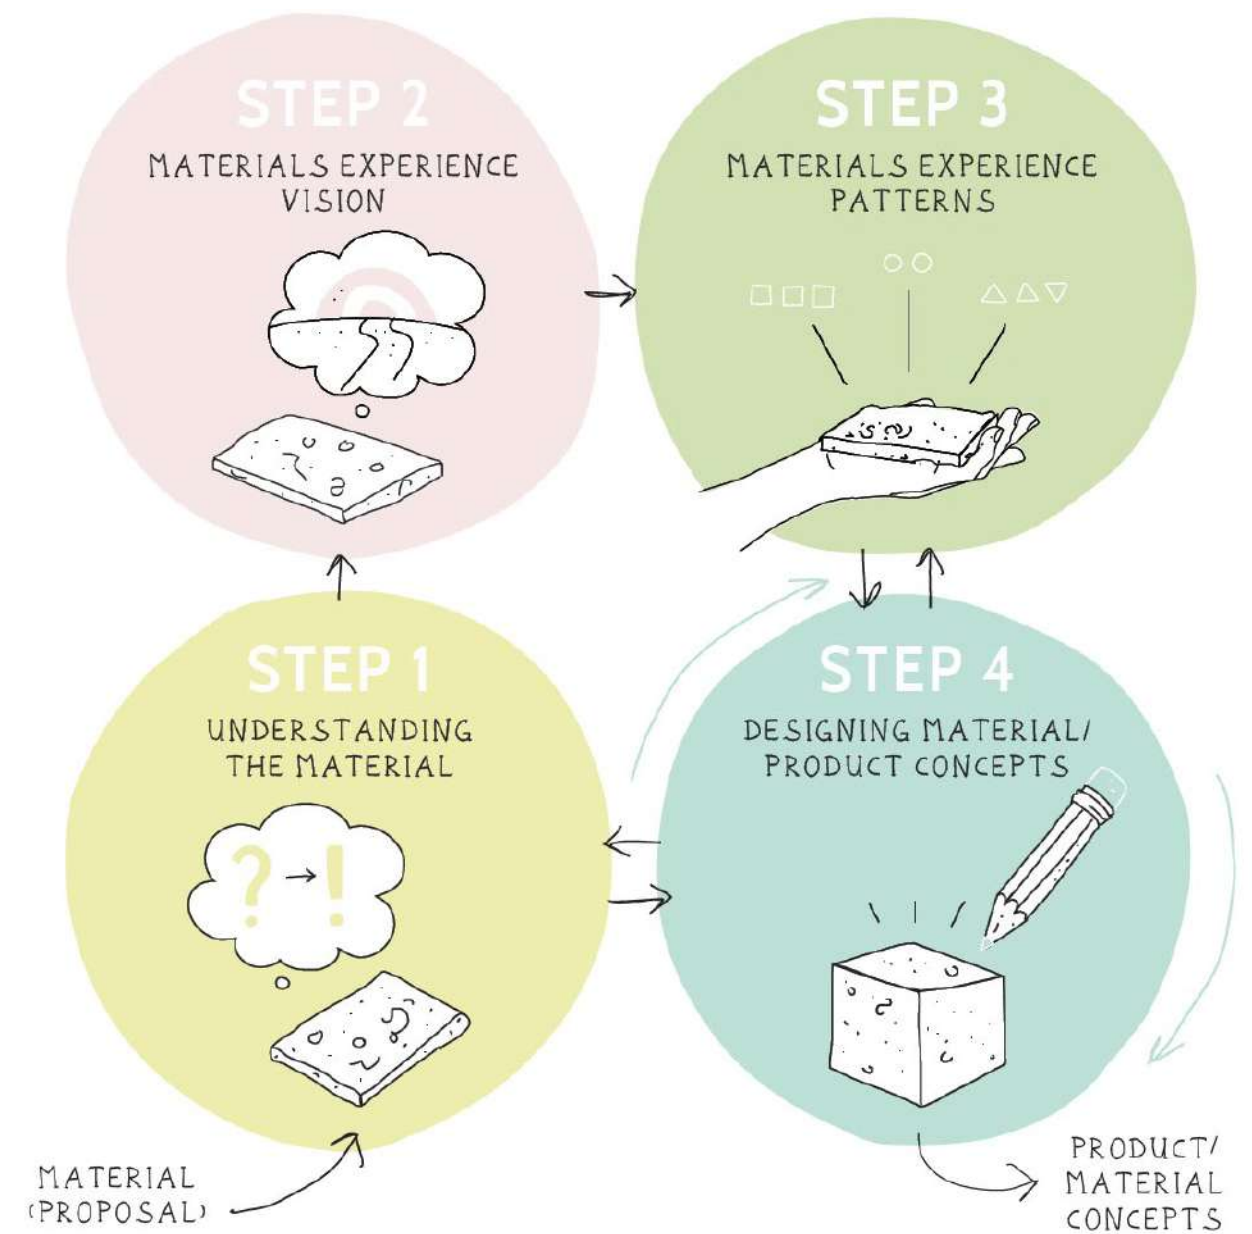 STEP 2
MATERIALS EXPERIENCE
VISION
STEP 3
MATERIALS EXPERIENCE
PATTERNS
STEP 1
UNDERSTANDING
THE MATERIAL
? → !
STEP 4
DESIGNING MATERIAL/
PRODUCT CONCEPTS
MATERIAL
(PROPOSAL)
PRODUCT/
MATERIAL
CONCEPTS